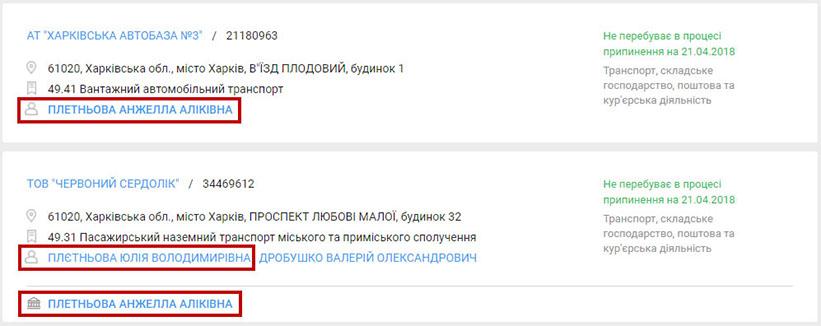 АТ "ХАРКІВСЬКА АВТОБАЗА №3" / 21180963
61020, Харківська обл., місто Харків, В'ЇЗД ПЛОДОВИЙ, будинок 1
49.41 Вантажний автомобільний транспорт
ПЛЕТНЬОВА АНЖЕЛЛА АЛІКІВНА
Не перебуває в процесі
припинення на 21.04.2018
Транспорт, складське
господарство, поштова та
кур'єрська діяльність
ТОВ "ЧЕРВОНИЙ СЕРДОЛІК" / 34469612
61020, Харківська обл., місто Харків, ПРОСПЕКТ ЛЮБОВІ МАЛОЇ, будинок 32
49.31 Пасажирський наземний транспорт міського та приміського сполучення
ПЛЄТНЬОВА ЮЛІЯ ВОЛОДИМИРІВНА, ДРОБУШКО ВАЛЕРІЙ ОЛЕКСАНДРОВИЧ
ПЛЕТНЬОВА АНЖЕЛЛА АЛІКІВНА
Не перебуває в процесі
припинення на 21.04.2018
Транспорт, складське
господарство, поштова та
кур'єрська діяльність